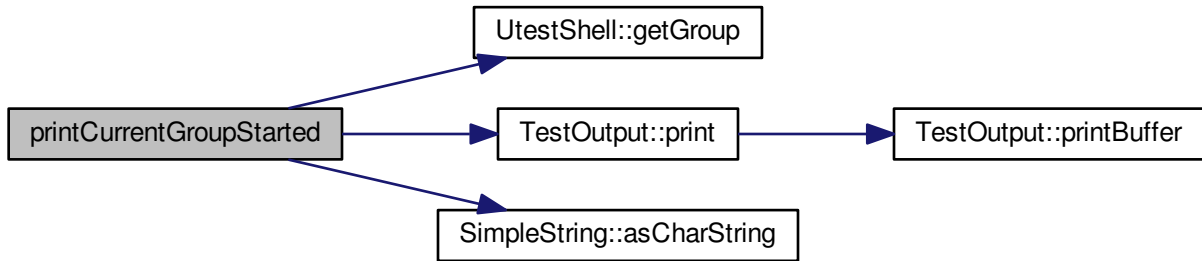 UtestShell::getGroup
printCurrentGroupStarted
TestOutput::print
TestOutput::printBuffer
SimpleString::asCharString